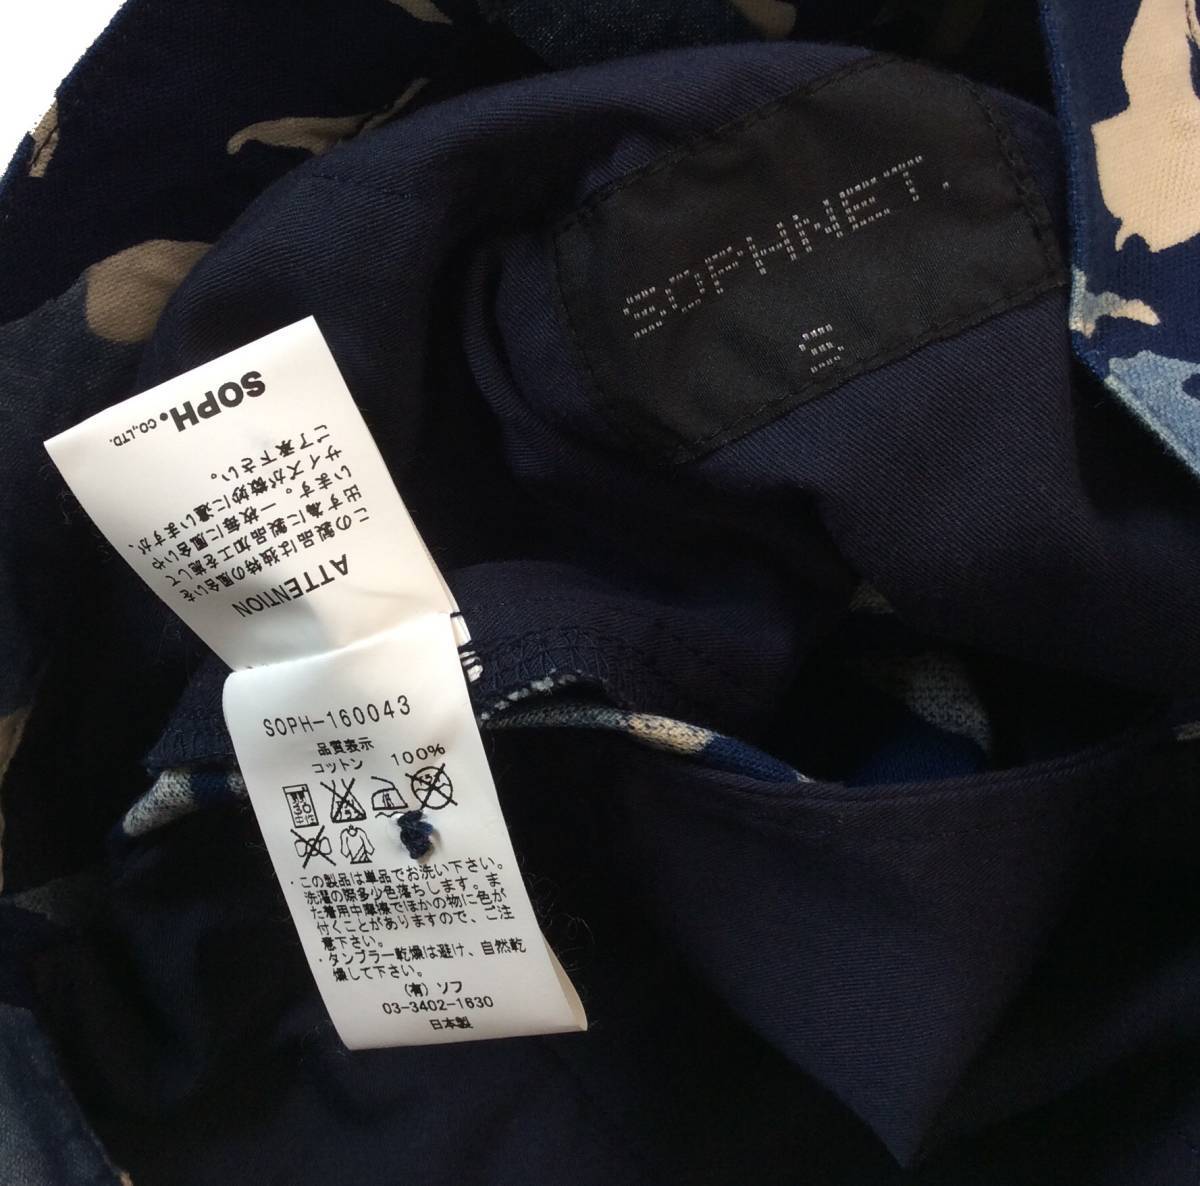 SOPHNET.
S
SOPH. CO.,LTD.
ATTENTION
この製品は独特の風合いを
出す為に製品加工を施して
います。一枚毎に風合いや
サイズが微妙に違いますが、
ご了承下さい。
SOPH-160043
品質表示
コットン 100%
・この製品は単品でお洗い下さい。
洗濯の際多少色落ちします。ま
た着用中摩擦でほかの物に色が
付くことがありますので、ご注
意下さい。
・タンブラー乾燥は避け、自然乾
燥して下さい。
(有)ソフ
03-3402-1630
日本製